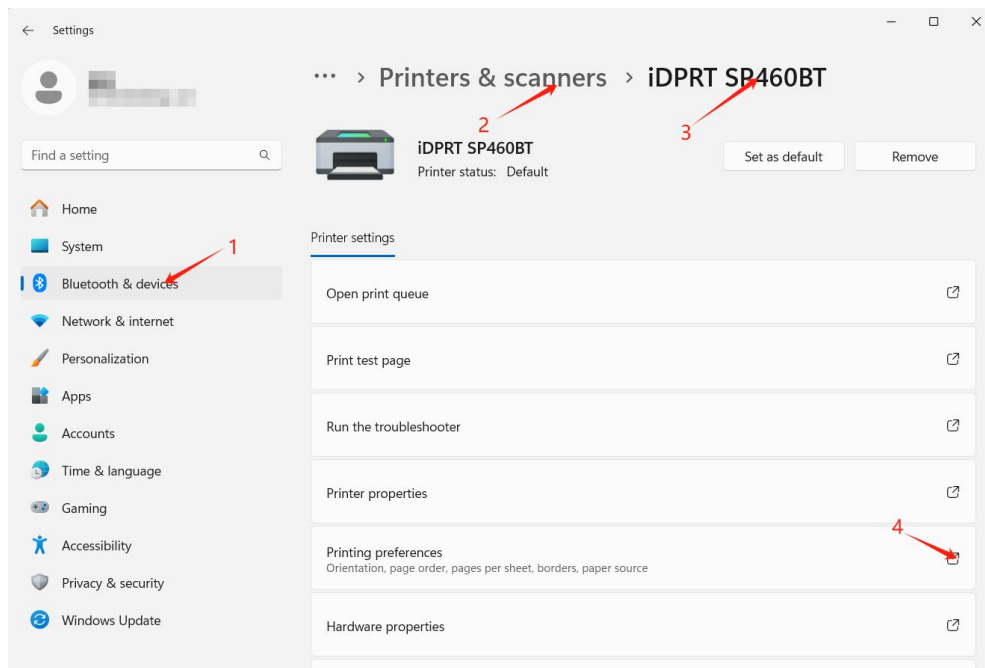 Settings
··· > Printers & scanners > iDPRT SP460BT
2
3
iDPRT SP460BT
Printer status: Default
Set as default
Remove
Find a setting
Home
System
1
Bluetooth & devices
Network & internet
Personalization
Apps
Accounts
Time & language
Gaming
Accessibility
Privacy & security
Windows Update
Printer settings
Open print queue
Print test page
Run the troubleshooter
Printer properties
4
Printing preferences
Orientation, page order, pages per sheet, borders, paper source
Hardware properties